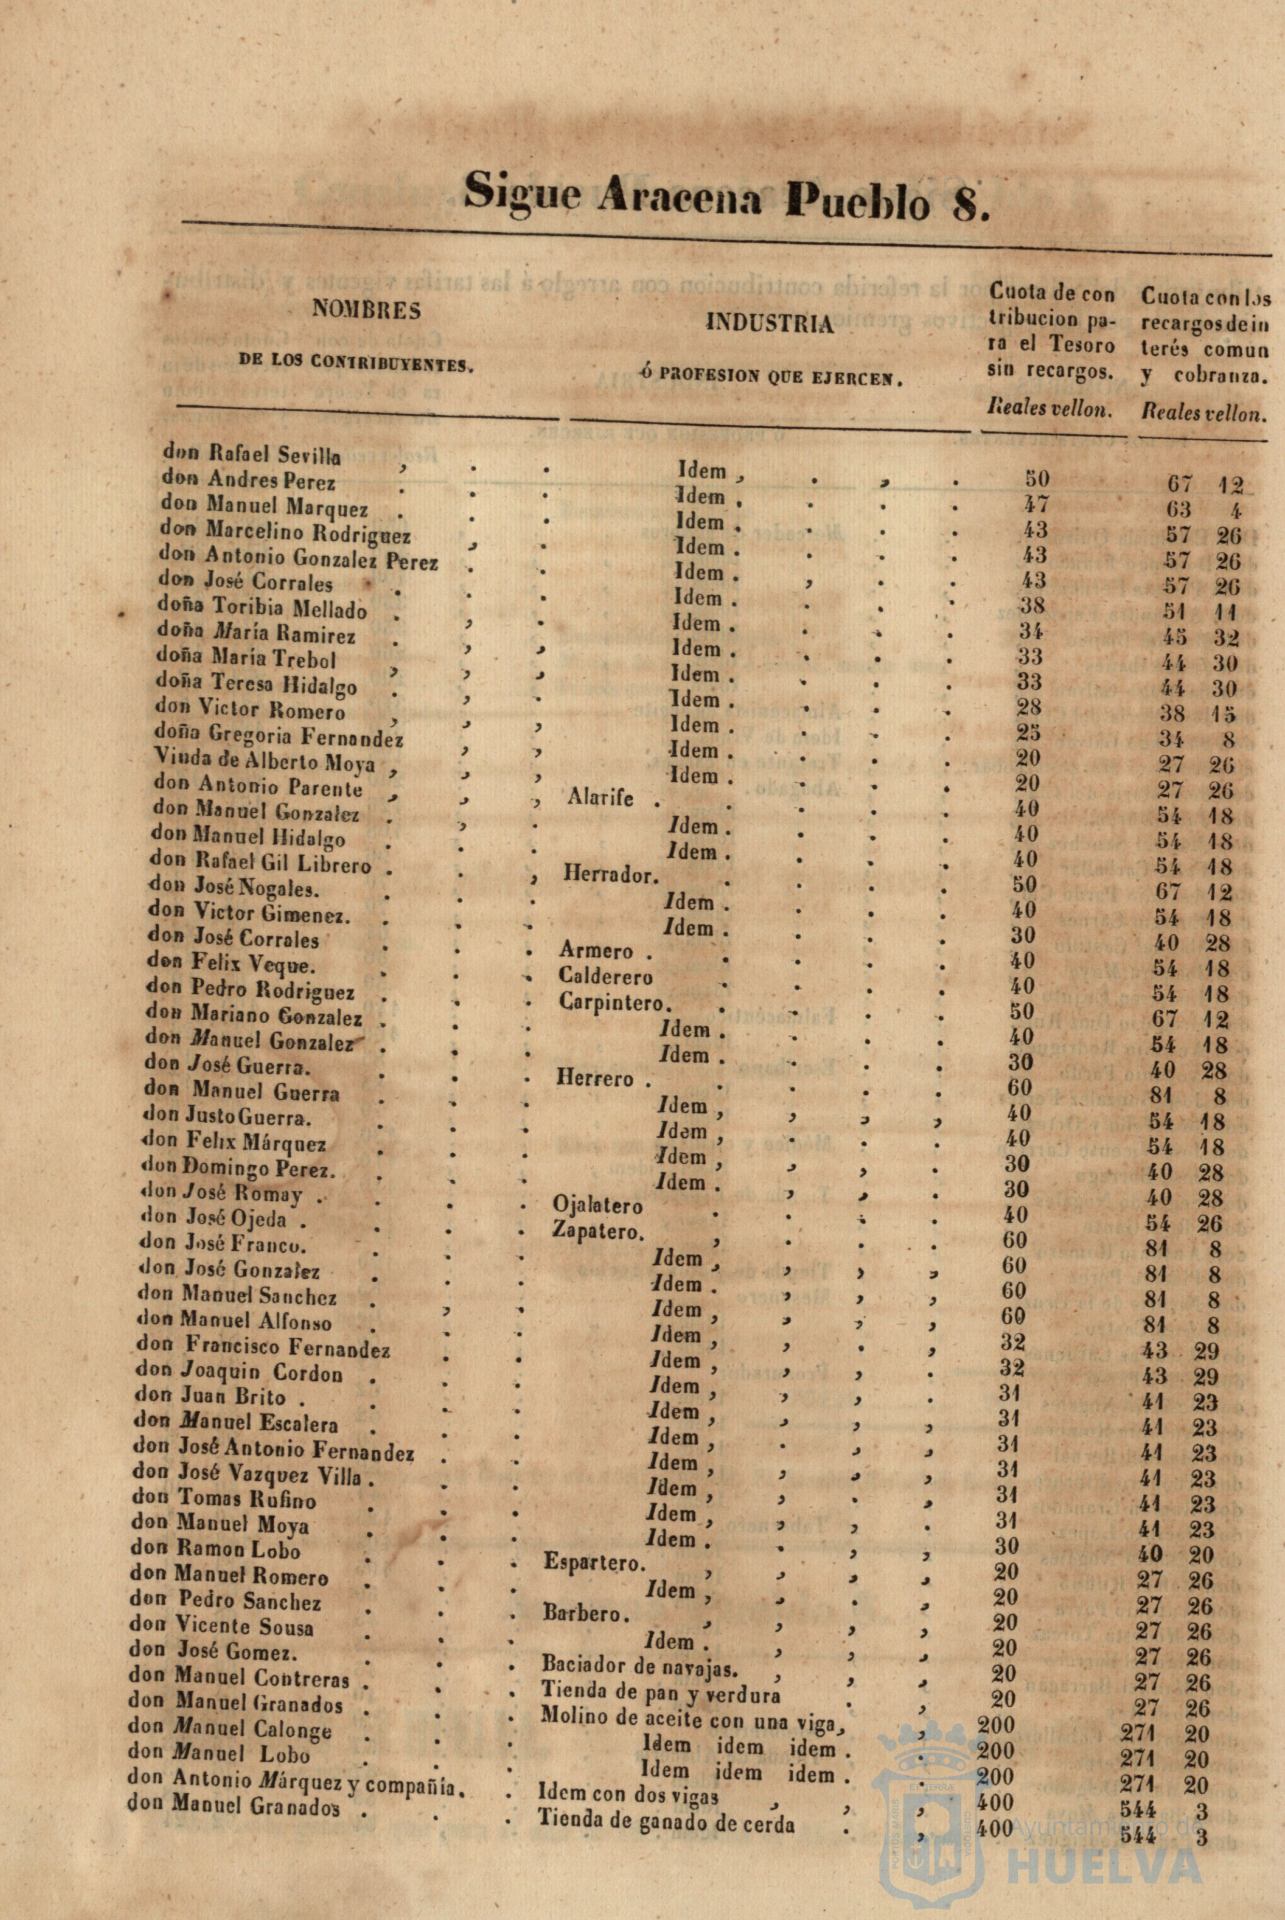 Sigue Aracena Pueblo 8.
NOMBRES
DE LOS CONTRIBUYENTES.
INDUSTRIA
Ó PROFESION QUE EJERCEN.
Cuota de con
tribucion pa-
ra el Tesoro
sin recargos.
Reales vellon.
Cuota con los
recargos de in
terés comun
y cobranza.
Reales vellon.
don Rafael Sevilla Idem 50 67 12
don Andres Perez Idem 47 63 4
don Manuel Marquez Idem 43 57 26
don Marcelino Rodriguez Idem 43 57 26
don Antonio Gonzalez Perez Idem 43 57 26
don José Corrales Idem 38 51 11
doña Toribia Mellado Idem 34 45 32
doña María Ramirez Idem 33 44 30
doña María Trebol Idem 33 44 30
doña Teresa Hidalgo Idem 28 38 15
don Victor Romero Idem 25 34 8
doña Gregoria Fernandez Idem 20 27 26
Viuda de Alberto Moya Idem 20 27 26
don Antonio Parente Alarife 40 54 18
don Manuel Gonzalez Idem 40 54 18
don Manuel Hidalgo Idem 40 54 18
don Rafael Gil Librero Herrador. 50 67 12
don José Nogales. Idem 40 54 18
don Victor Gimenez. Idem 30 40 28
don José Corrales Armero 40 54 18
don Felix Veque. Calderero 40 54 18
don Pedro Rodriguez Carpintero. 50 67 12
don Mariano Gonzalez Idem 40 54 18
don Manuel Gonzalez Idem 30 40 28
don José Guerra. Herrero 60 81 8
don Manuel Guerra Idem 40 54 18
don Justo Guerra. Idem 40 54 18
don Felix Márquez Idem 30 40 28
don Domingo Perez. Idem 30 40 28
don José Romay Ojalatero 40 54 26
don José Ojeda Zapatero. 60 81 8
don José Franco. Idem 60 81 8
don José Gonzalez Idem 60 81 8
don Manuel Sanchez Idem 60 81 8
don Manuel Alfonso Idem 32 43 29
don Francisco Fernandez Idem 32 43 29
don Joaquin Cordon Idem 31 41 23
don Juan Brito Idem 31 41 23
don Manuel Escalera Idem 31 41 23
don José Antonio Fernandez Idem 31 41 23
don José Vazquez Villa Idem 31 41 23
don Tomas Rufino Idem 31 41 23
don Manuel Moya Idem 30 40 20
don Ramon Lobo Espartero. 20 27 26
don Manuel Romero Idem 20 27 26
don Pedro Sanchez Barbero. 20 27 26
don Vicente Sousa Idem 20 27 26
don José Gomez. Baciador de navajas. 20 27 26
don Manuel Contreras Tienda de pan y verdura 20 27 26
don Manuel Granados Molino de aceite con una viga 200 271 20
don Manuel Calonge Idem idem idem 200 271 20
don Manuel Lobo Idem idem idem 200 271 20
don Antonio Márquez y compañía. Idem con dos vigas 400 544 3
don Manuel Granados Tienda de ganado de cerda 400 544 3
Ayuntamiento de
HUELVA